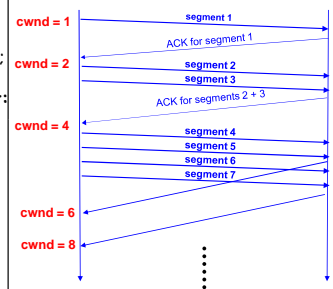 cwnd = 1
segment 1
ACK for segment 1
cwnd = 2
segment 2
segment 3
ACK for segments 2 + 3
cwnd = 4
segment 4
segment 5
segment 6
segment 7
cwnd = 6
cwnd = 8